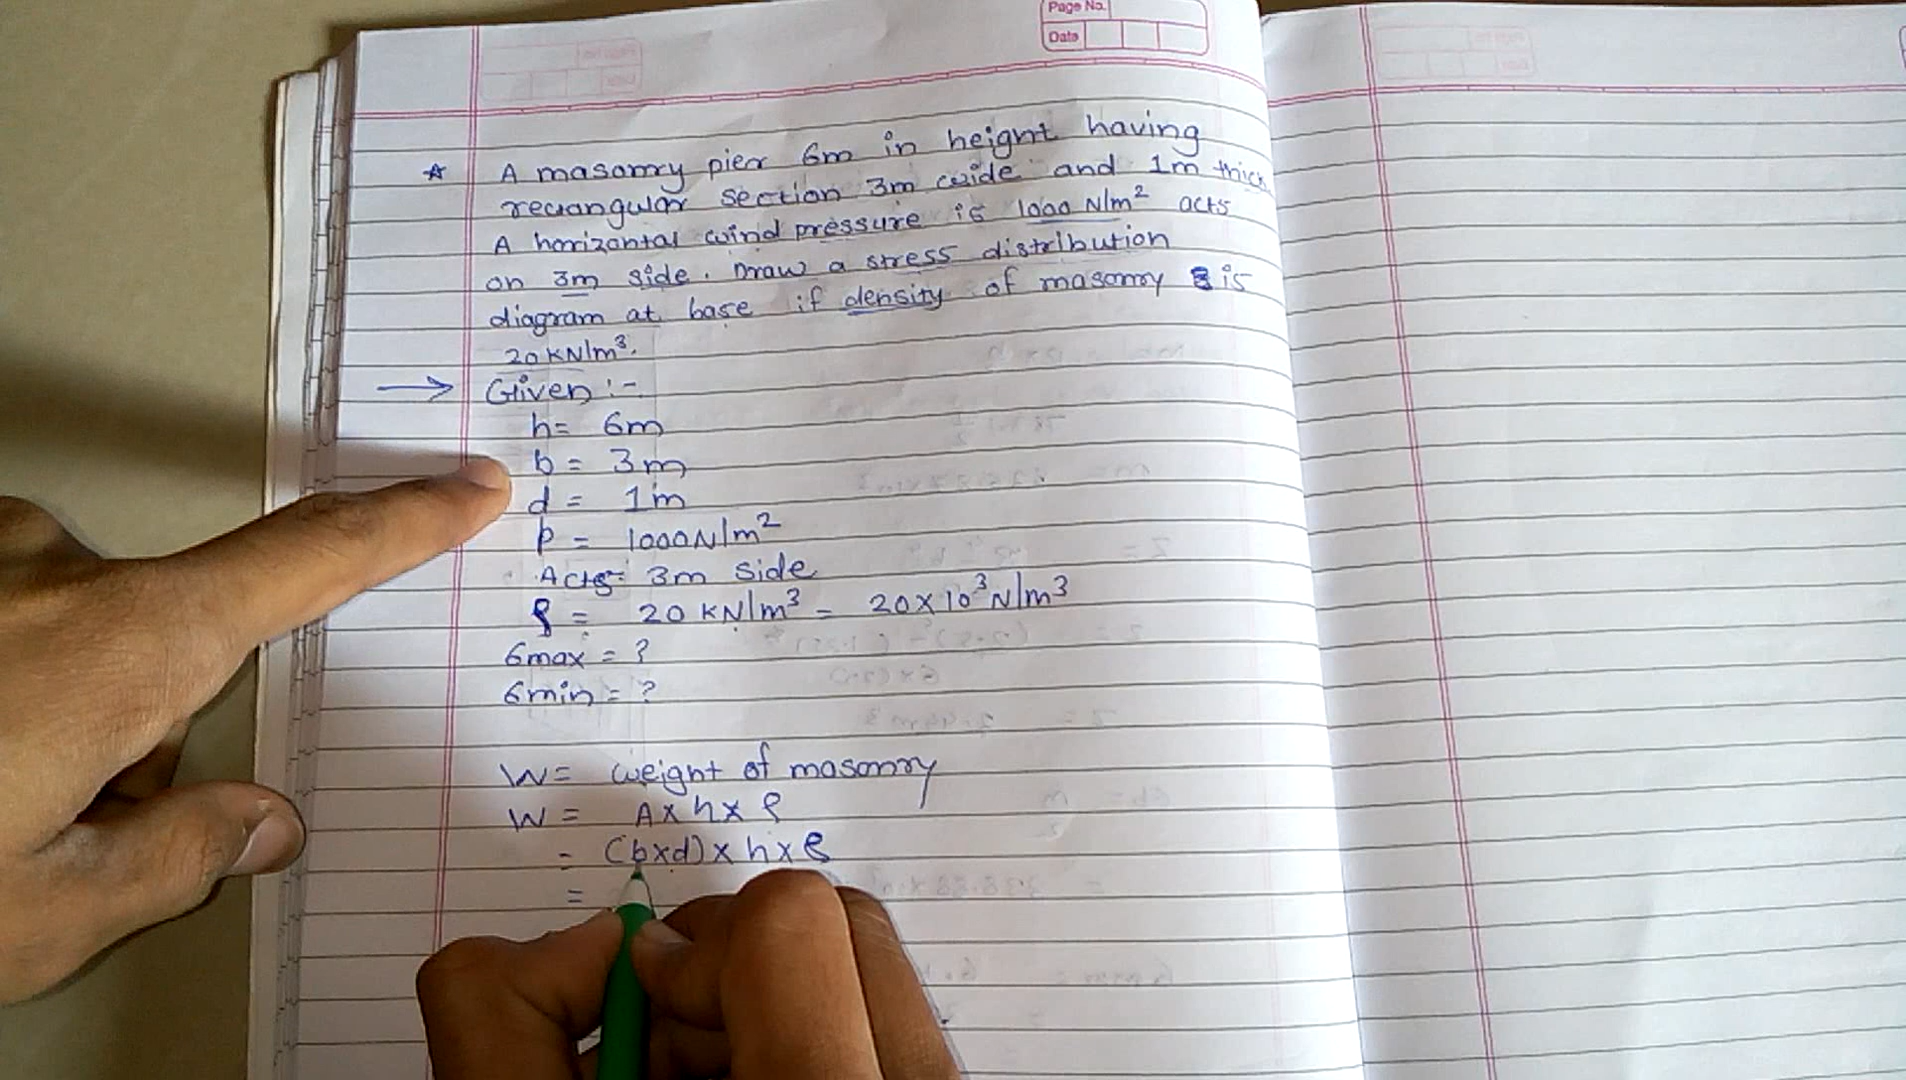 Page No.
Date
☆ A masonry pier 6m in height having
rectangular section 3m wide and 1m thick
A horizontal wind pressure is 1000 N/m² acts
on 3m side. Draw a stress distribution
diagram at base if density of masonry is
20 kN/m³.
→ Given :-
h = 6m
b = 3m
d = 1m
p = 1000N/m²
Acts = 3m side
ρ = 20 kN/m³ = 20×10³ N/m3
σmax = ?
σmin = ?
W = weight of masonry
W = A × h × ρ
= (b×d) × h × ρ
=